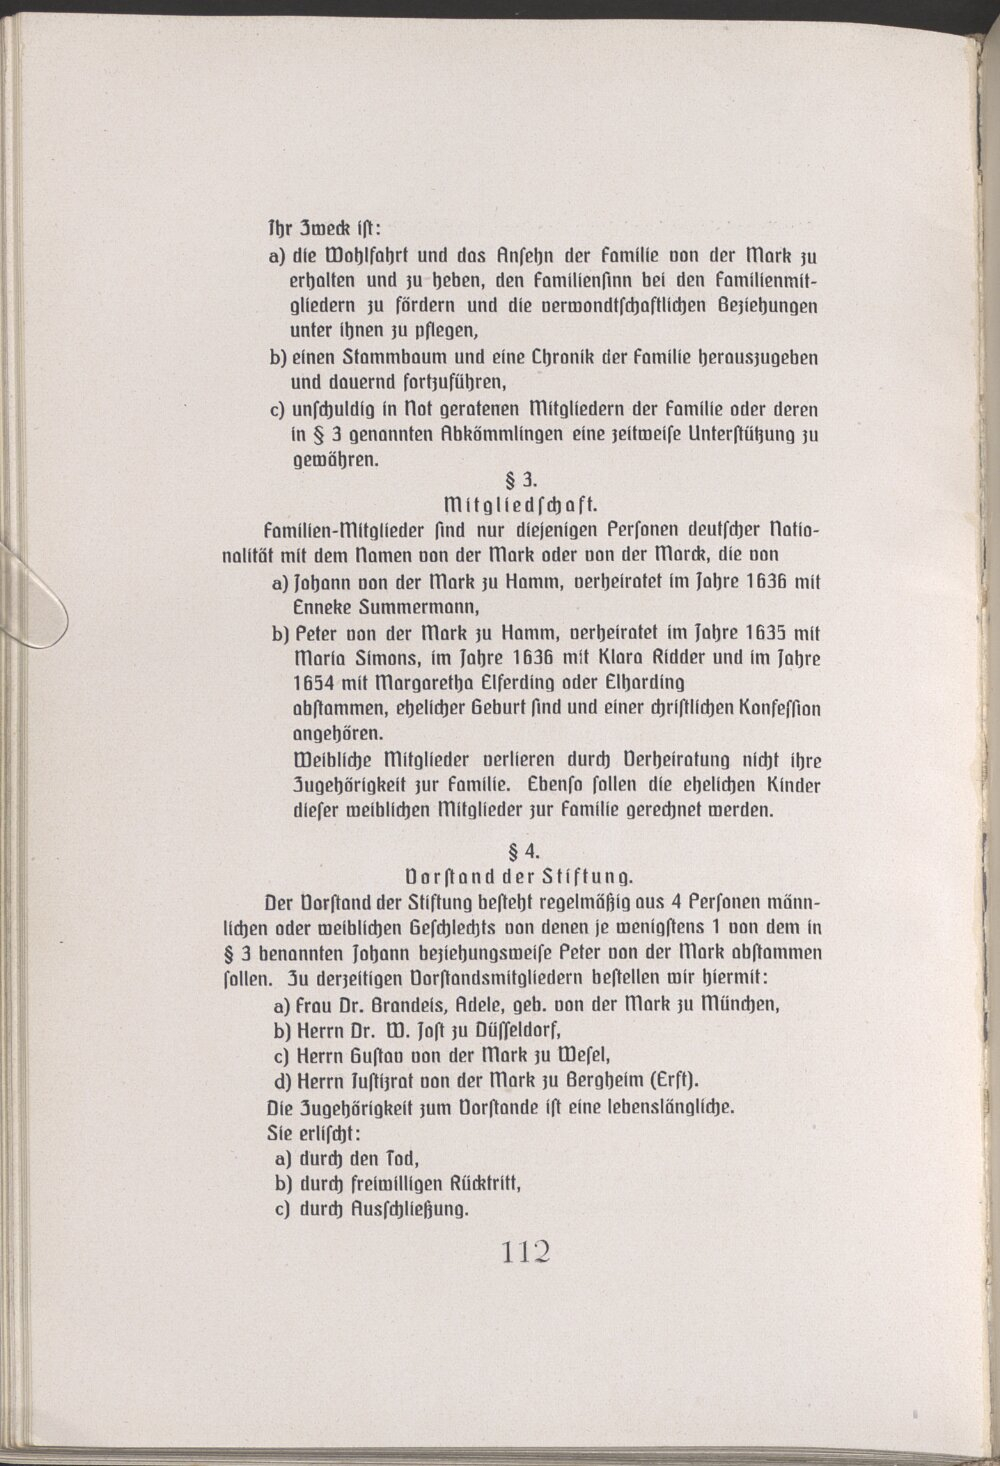 Ihr Zweck ist:
a) die Wohlfahrt und das Ansehn der Familie von der Mark zu
erhalten und zu heben, den Familiensinn bei den Familienmit-
gliedern zu fördern und die verwandtschaftlichen Beziehungen
unter ihnen zu pflegen,
b) einen Stammbaum und eine Chronik der Familie herauszugeben
und dauernd fortzuführen,
c) unschuldig in Not geratenen Mitgliedern der Familie oder deren
in § 3 genannten Abkömmlingen eine zeitweise Unterstützung zu
gewähren.
§ 3.
Mitgliedschaft.
Familien-Mitglieder sind nur diejenigen Personen deutscher Natio-
nalität mit dem Namen von der Mark oder von der Marck, die von
a) Johann von der Mark zu Hamm, verheiratet im Jahre 1636 mit
Enneke Summermann,
b) Peter von der Mark zu Hamm, verheiratet im Jahre 1635 mit
Maria Simons, im Jahre 1636 mit Klara Ridder und im Jahre
1654 mit Margaretha Elferding oder Elharding
abstammen, ehelicher Geburt sind und einer christlichen Konfession
angehören.
Weibliche Mitglieder verlieren durch Verheiratung nicht ihre
Zugehörigkeit zur Familie. Ebenso sollen die ehelichen Kinder
dieser weiblichen Mitglieder zur Familie gerechnet werden.
§ 4.
Vorstand der Stiftung.
Der Vorstand der Stiftung besteht regelmäßig aus 4 Personen männ-
lichen oder weiblichen Geschlechts von denen je wenigstens 1 von dem in
§ 3 benannten Johann beziehungsweise Peter von der Mark abstammen
sollen. Zu derzeitigen Vorstandsmitgliedern bestellen wir hiermit:
a) Frau Dr. Brandeis, Adele, geb. von der Mark zu München,
b) Herrn Dr. W. Jost zu Düsseldorf,
c) Herrn Gustav von der Mark zu Wesel,
d) Herrn Justizrat von der Mark zu Bergheim (Erft).
Die Zugehörigkeit zum Vorstande ist eine lebenslängliche.
Sie erlischt:
a) durch den Tod,
b) durch freiwilligen Rücktritt,
c) durch Ausschließung.
112